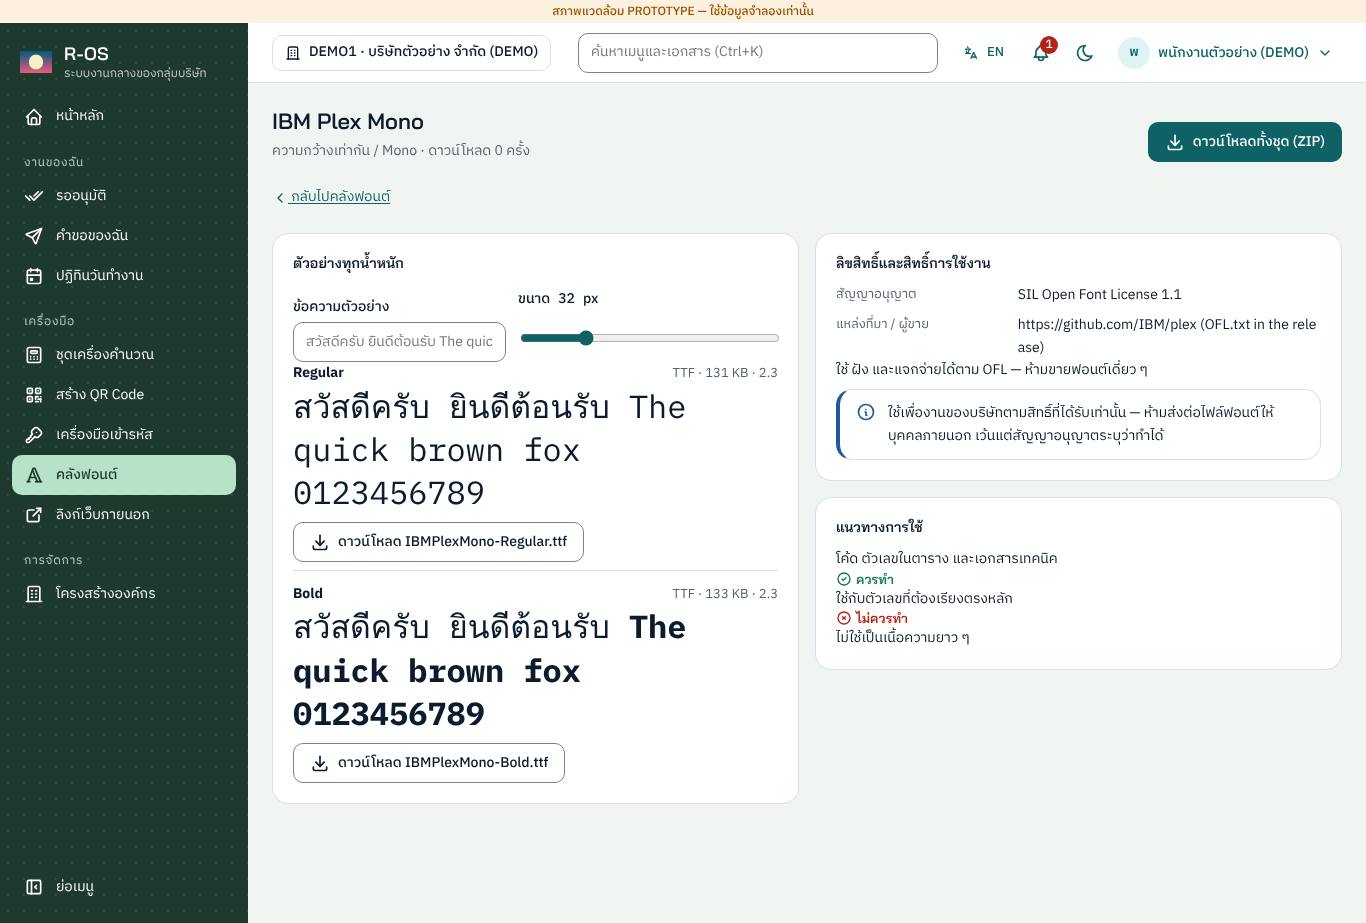 สภาพแวดล้อม PROTOTYPE — ใช้ข้อมูลจำลองเท่านั้น
R-OS
ระบบงานกลางของกลุ่มบริษัท
DEMO1 · บริษัทตัวอย่าง จำกัด (DEMO)
ค้นหาเมนูและเอกสาร (Ctrl+K)
EN
1
พ
พนักงานตัวอย่าง (DEMO)
หน้าหลัก
งานของฉัน
รออนุมัติ
คำขอของฉัน
ปฏิทินวันทำงาน
เครื่องมือ
ชุดเครื่องคำนวณ
สร้าง QR Code
เครื่องมือเข้ารหัส
คลังฟอนต์
ลิงก์เว็บภายนอก
การจัดการ
โครงสร้างองค์กร
ย่อเมนู
IBM Plex Mono
ความกว้างเท่ากัน / Mono · ดาวน์โหลด 0 ครั้ง
ดาวน์โหลดทั้งชุด (ZIP)
กลับไปคลังฟอนต์
ตัวอย่างทุกน้ำหนัก
ข้อความตัวอย่าง
ขนาด 32 px
สวัสดีครับ ยินดีต้อนรับ The quic
Regular
TTF · 131 KB · 2.3
สวัสดีครับ ยินดีต้อนรับ The
quick brown fox
0123456789
ดาวน์โหลด IBMPlexMono-Regular.ttf
Bold
TTF · 133 KB · 2.3
สวัสดีครับ ยินดีต้อนรับ The
quick brown fox
0123456789
ดาวน์โหลด IBMPlexMono-Bold.ttf
ลิขสิทธิ์และสิทธิ์การใช้งาน
สัญญาอนุญาต
SIL Open Font License 1.1
แหล่งที่มา / ผู้ขาย
https://github.com/IBM/plex (OFL.txt in the rele
ase)
ใช้ ฝัง และแจกจ่ายได้ตาม OFL — ห้ามขายฟอนต์เดี่ยว ๆ
ใช้เพื่องานของบริษัทตามสิทธิ์ที่ได้รับเท่านั้น — ห้ามส่งต่อไฟล์ฟอนต์ให้
บุคคลภายนอก เว้นแต่สัญญาอนุญาตระบุว่าทำได้
แนวทางการใช้
โค้ด ตัวเลขในตาราง และเอกสารเทคนิค
ควรทำ
ใช้กับตัวเลขที่ต้องเรียงตรงหลัก
ไม่ควรทำ
ไม่ใช้เป็นเนื้อความยาว ๆ